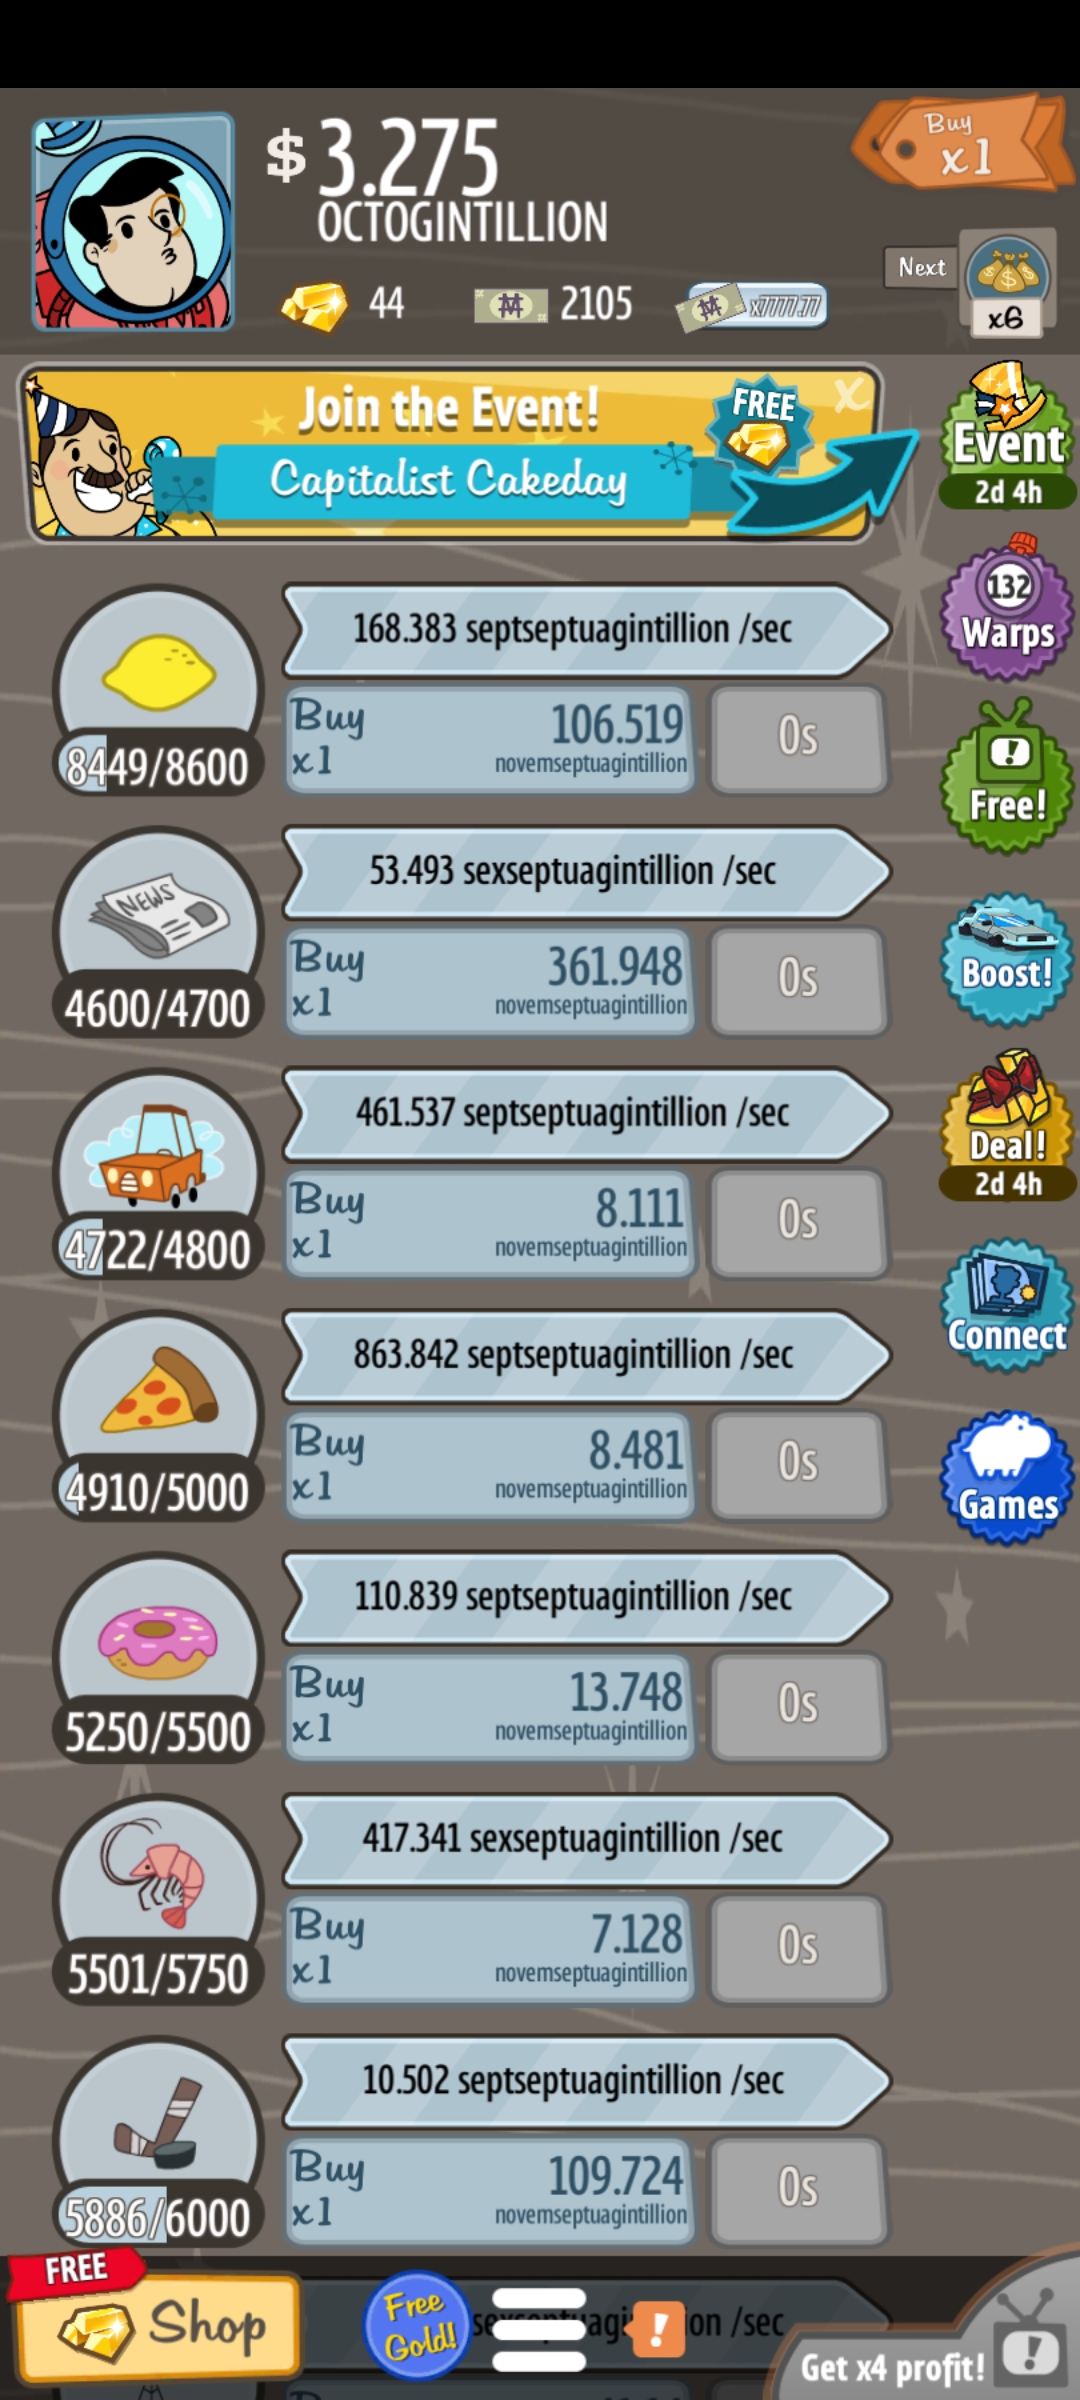 $ 3.275
OCTOGINTILLION
Buy
x1
44
2105
x7777.77
Next
x6
Join the Event!
FREE
X
Capitalist Cakeday
Event
2d 4h
168.383 septseptuagintillion /sec
132
Warps
8449/8600
Buy
x1
106.519
novemseptuagintillion
0s
Free!
53.493 sexseptuagintillion /sec
NEWS
4600/4700
Buy
x1
361.948
novemseptuagintillion
0s
Boost!
461.537 septseptuagintillion /sec
Deal!
2d 4h
4722/4800
Buy
x1
8.111
novemseptuagintillion
0s
863.842 septseptuagintillion /sec
Connect
4910/5000
Buy
x1
8.481
novemseptuagintillion
0s
Games
110.839 septseptuagintillion /sec
5250/5500
Buy
x1
13.748
novemseptuagintillion
0s
417.341 sexseptuagintillion /sec
5501/5750
Buy
x1
7.128
novemseptuagintillion
0s
10.502 septseptuagintillion /sec
5886/6000
Buy
x1
109.724
novemseptuagintillion
0s
FREE
Shop
Free
Gold!
!
/sec
Get x4 profit!
!